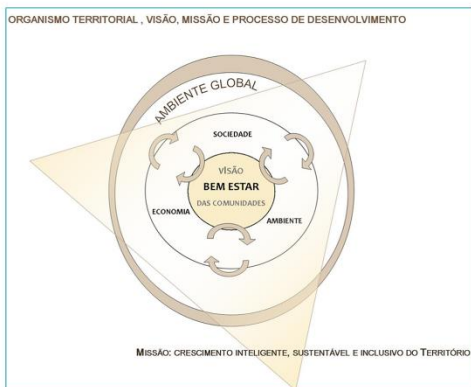 ORGANISMO TERRITORIAL , VISÃO, MISSÃO E PROCESSO DE DESENVOLVIMENTO
AMBIENTE GLOBAL
SOCIEDADE
VISÃO
BEM ESTAR
DAS COMUNIDADES
ECONOMIA
AMBIENTE
MISSÃO: CRESCIMENTO INTELIGENTE, SUSTENTÁVEL E INCLUSIVO DO TERRITÓRIO